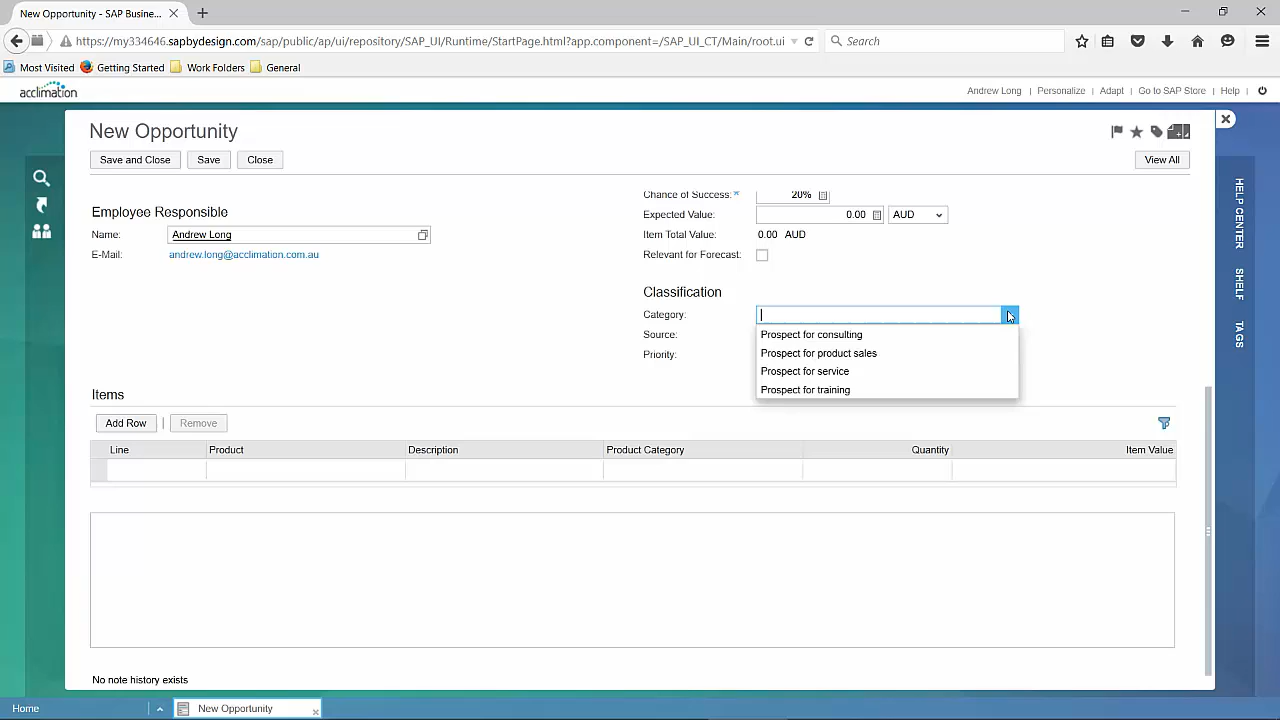 New Opportunity - SAP Busine...
https://my334646.sapbydesign.com/sap/public/ap/ui/repository/SAP_UI/Runtime/StartPage.html?app.component=/SAP_UI_CT/Main/root.ui
Search
Most Visited Getting Started Work Folders General
acclimation
Andrew Long | Personalize | Adapt | Go to SAP Store | Help |
New Opportunity
Save and Close Save Close View All
Chance of Success:* 20%
Employee Responsible
Expected Value: 0.00 AUD
Name: Andrew Long
Item Total Value: 0.00 AUD
E-Mail: andrew.long@acclimation.com.au
Relevant for Forecast:
Classification
Category:
Source:
Priority:
Prospect for consulting
Prospect for product sales
Prospect for service
Prospect for training
Items
Add Row | Remove
Line Product Description Product Category Quantity Item Value
No note history exists
HELP CENTER
SHELF
TAGS
Home New Opportunity